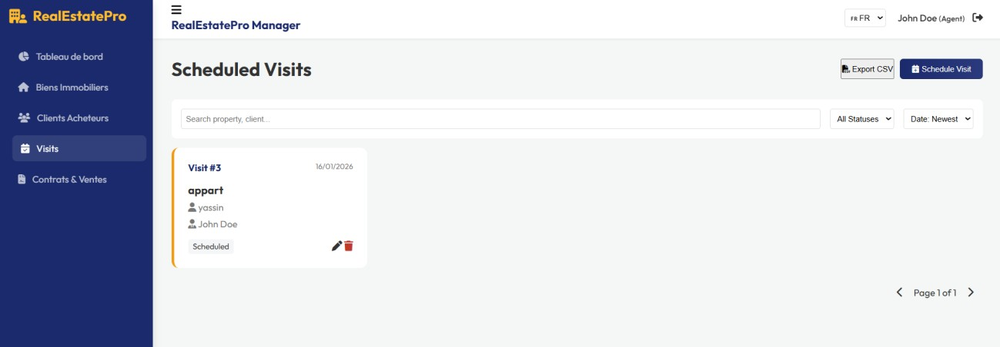 RealEstatePro
Tableau de bord
Biens Immobiliers
Clients Acheteurs
Visits
Contrats & Ventes
RealEstatePro Manager
FR FR
John Doe (Agent)
Scheduled Visits
Export CSV
Schedule Visit
Search property, client...
All Statuses
Date: Newest
Visit #3
16/01/2026
appart
yassin
John Doe
Scheduled
Page 1 of 1